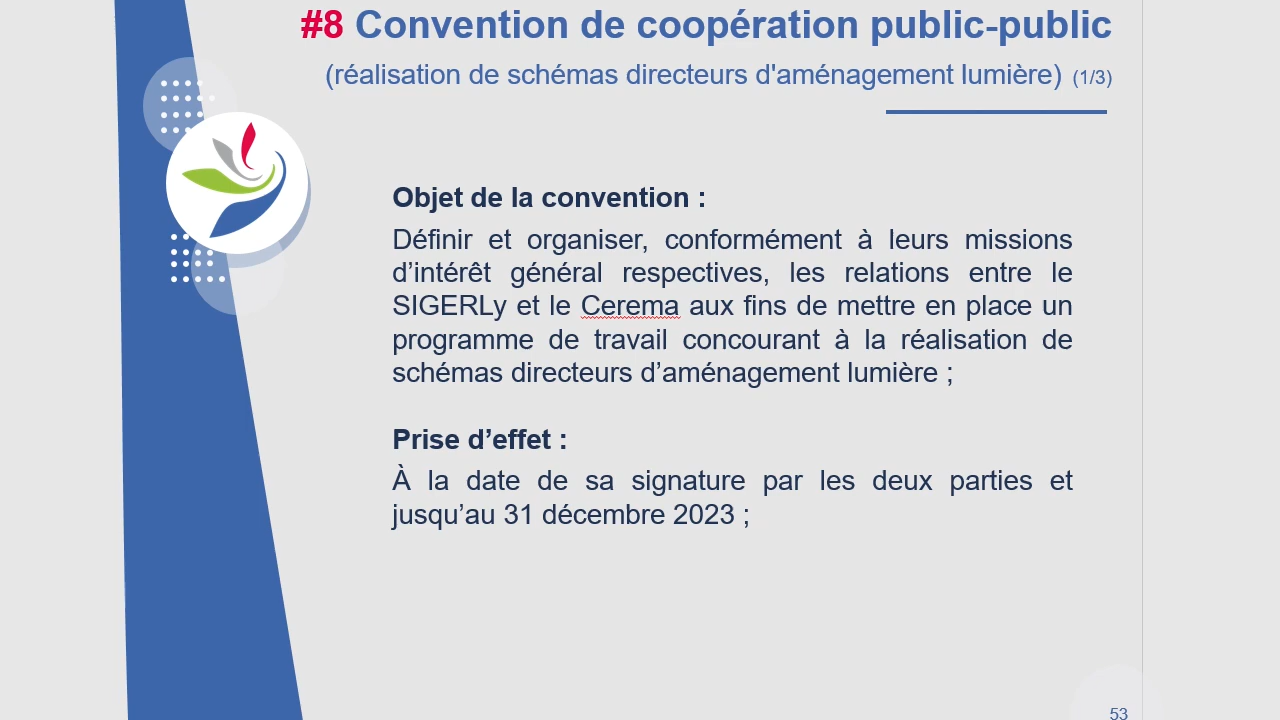 #8 Convention de coopération public-public
(réalisation de schémas directeurs d'aménagement lumière) (1/3)
Objet de la convention :
Définir et organiser, conformément à leurs missions
d’intérêt général respectives, les relations entre le
SIGERLy et le Cerema aux fins de mettre en place un
programme de travail concourant à la réalisation de
schémas directeurs d’aménagement lumière ;
Prise d’effet :
À la date de sa signature par les deux parties et
jusqu’au 31 décembre 2023 ;
53